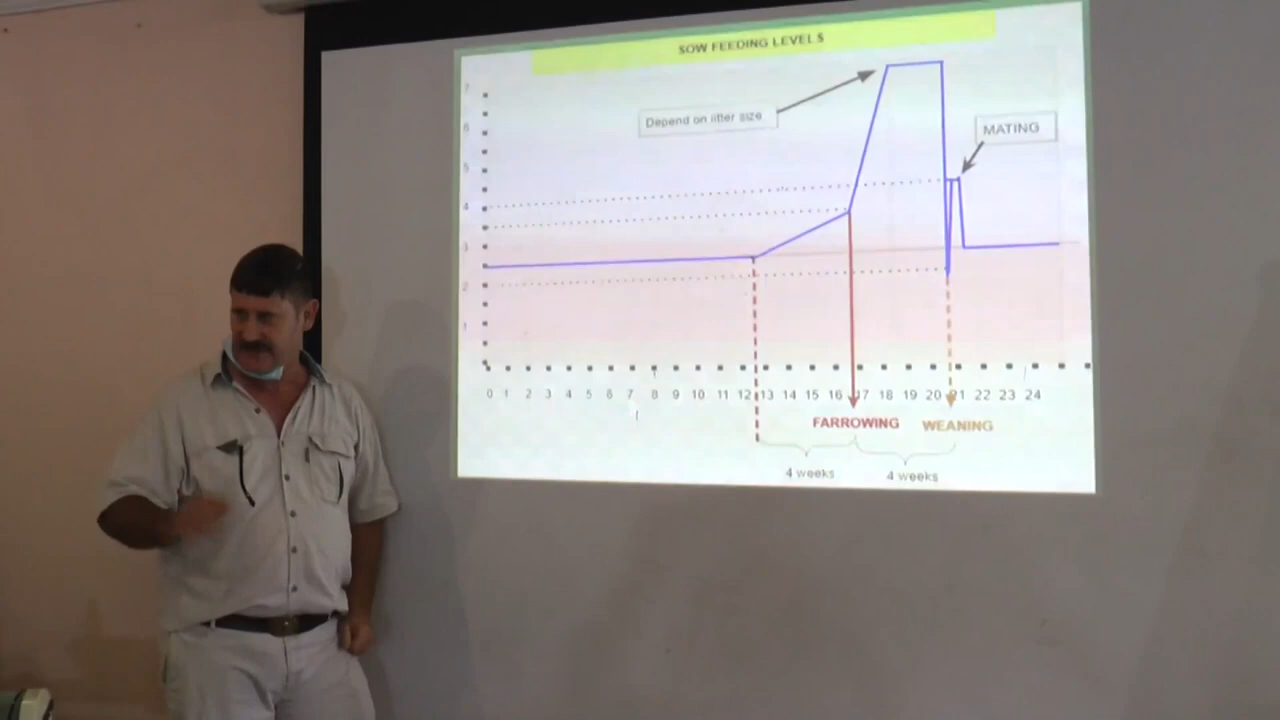 SOW FEEDING LEVELS
7
6
5
4
3
2
1
Depend on litter size
MATING
0 1 2 3 4 5 6 7 8 9 10 11 12 13 14 15 16 17 18 19 20 21 22 23 24
FARROWING WEANING
4 weeks 4 weeks